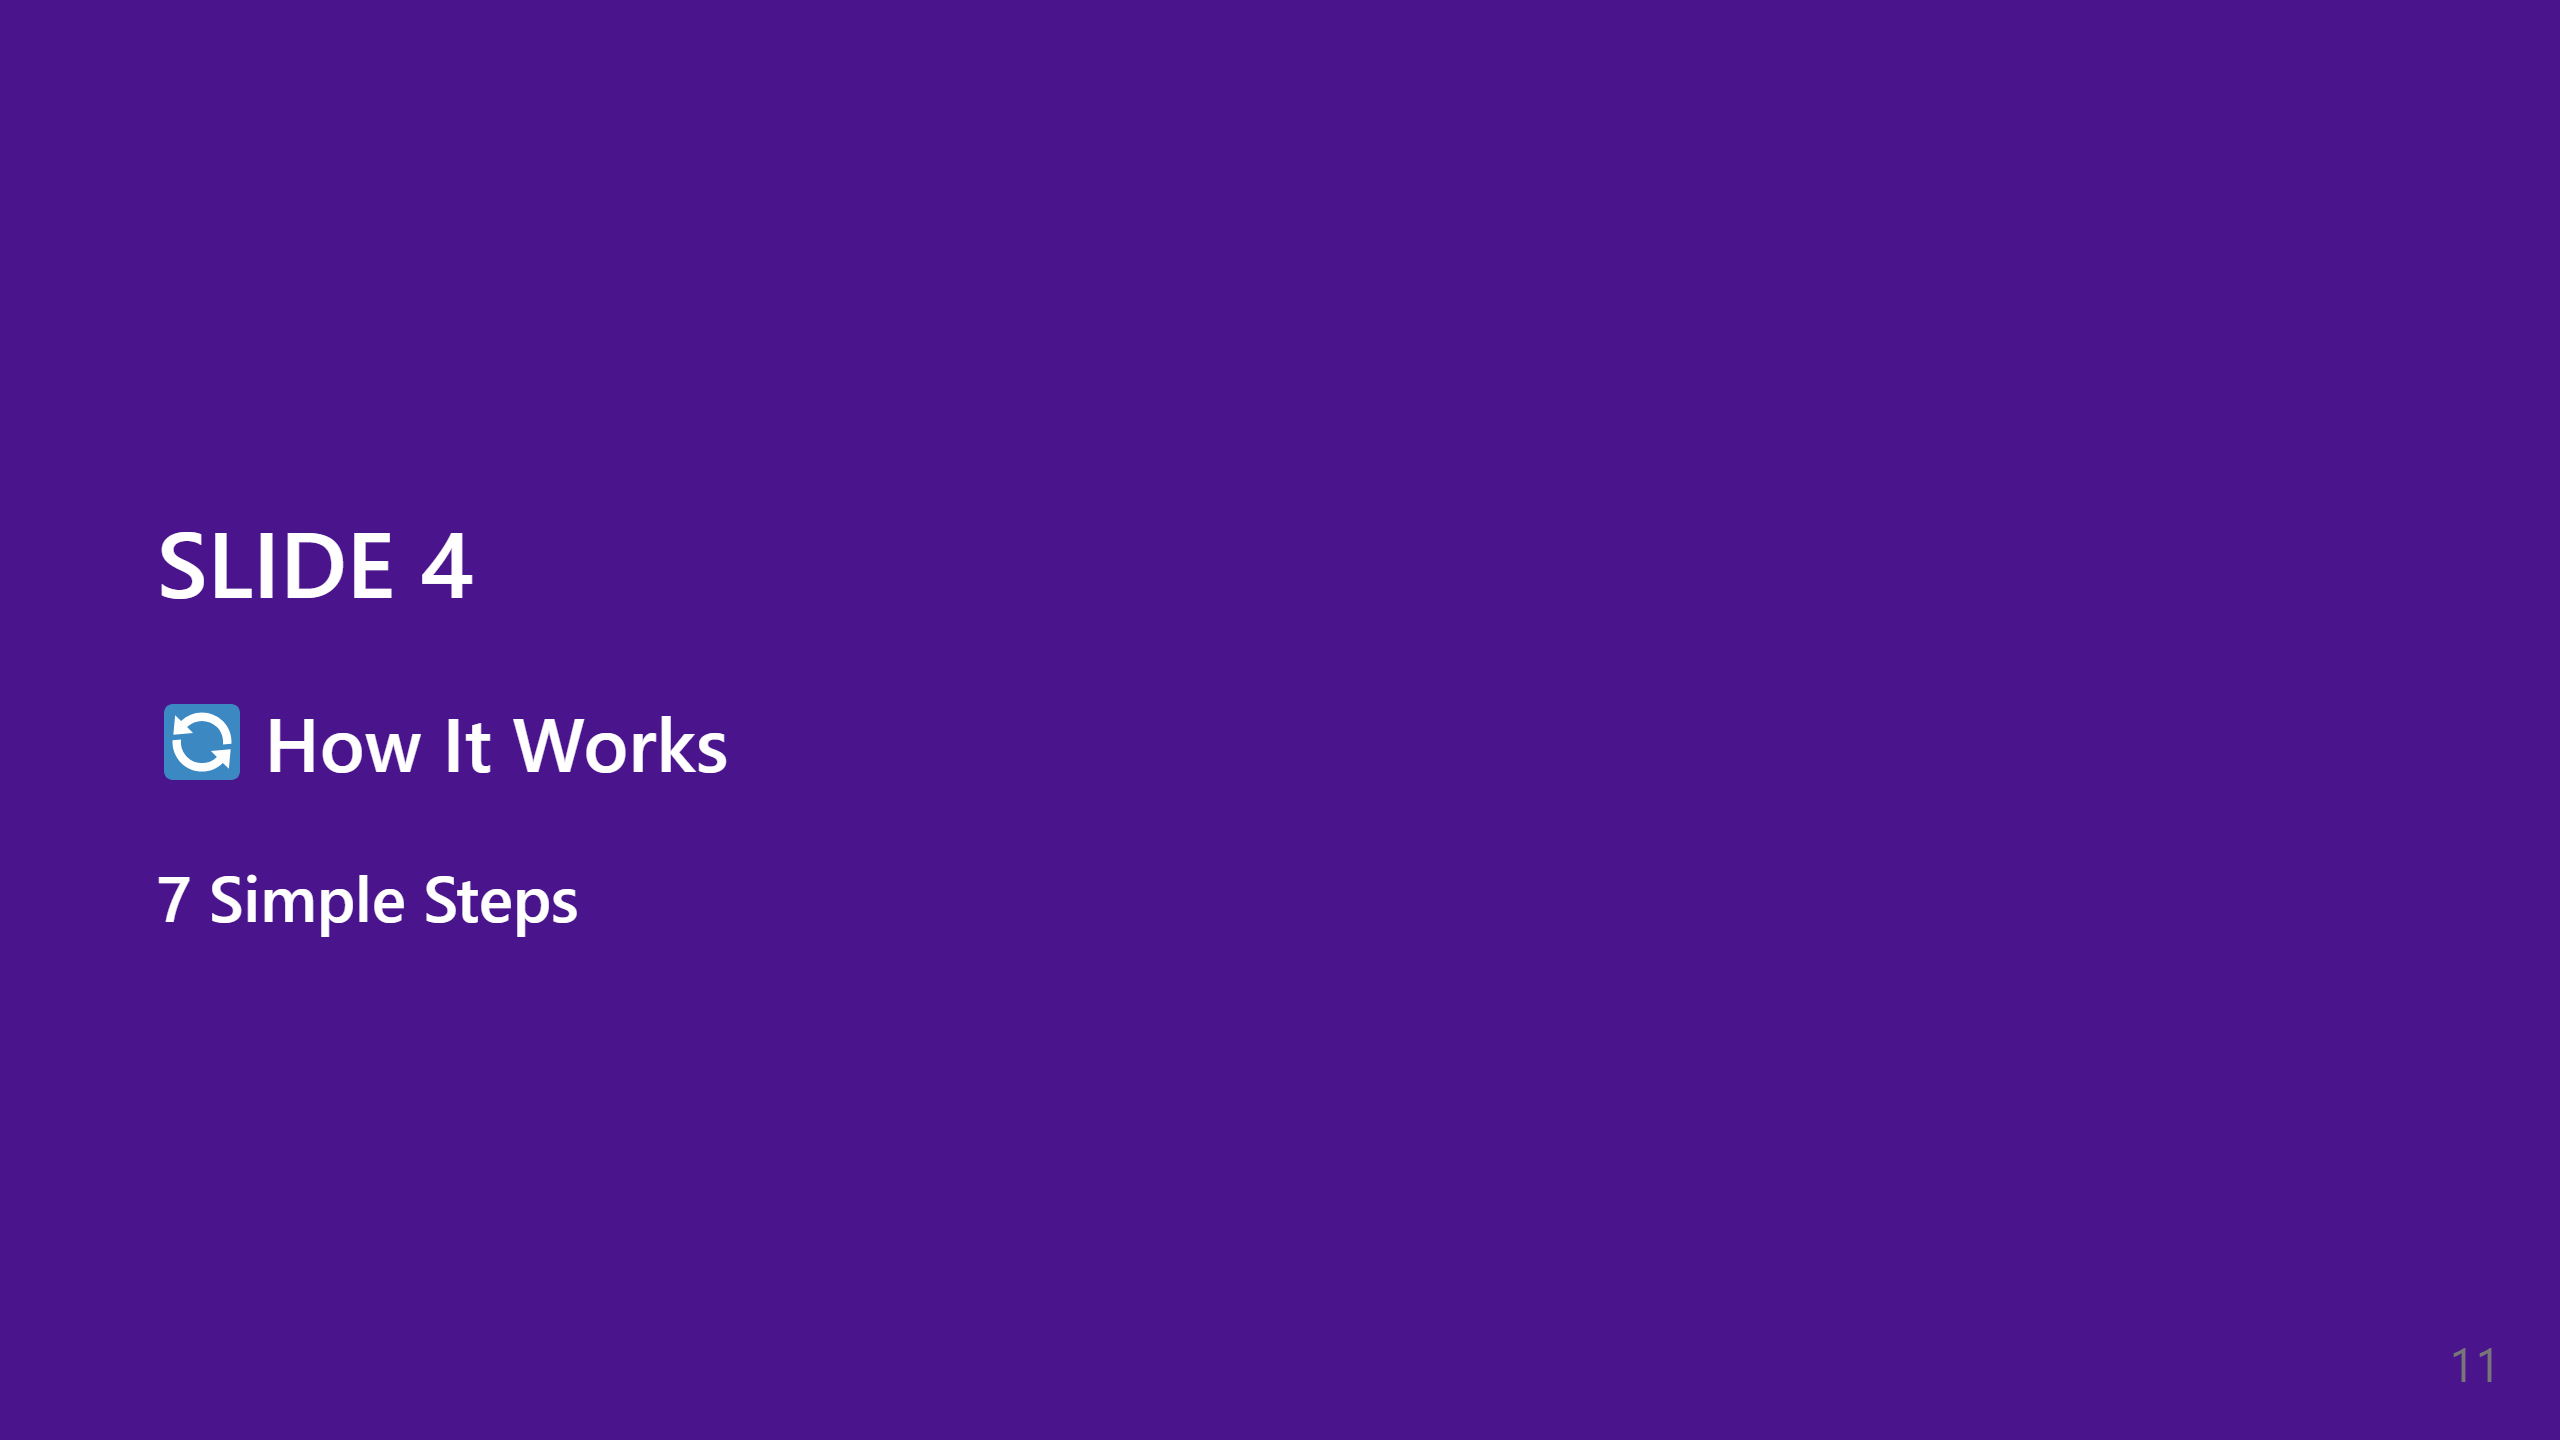 SLIDE 4
🔄 How It Works
7 Simple Steps
11